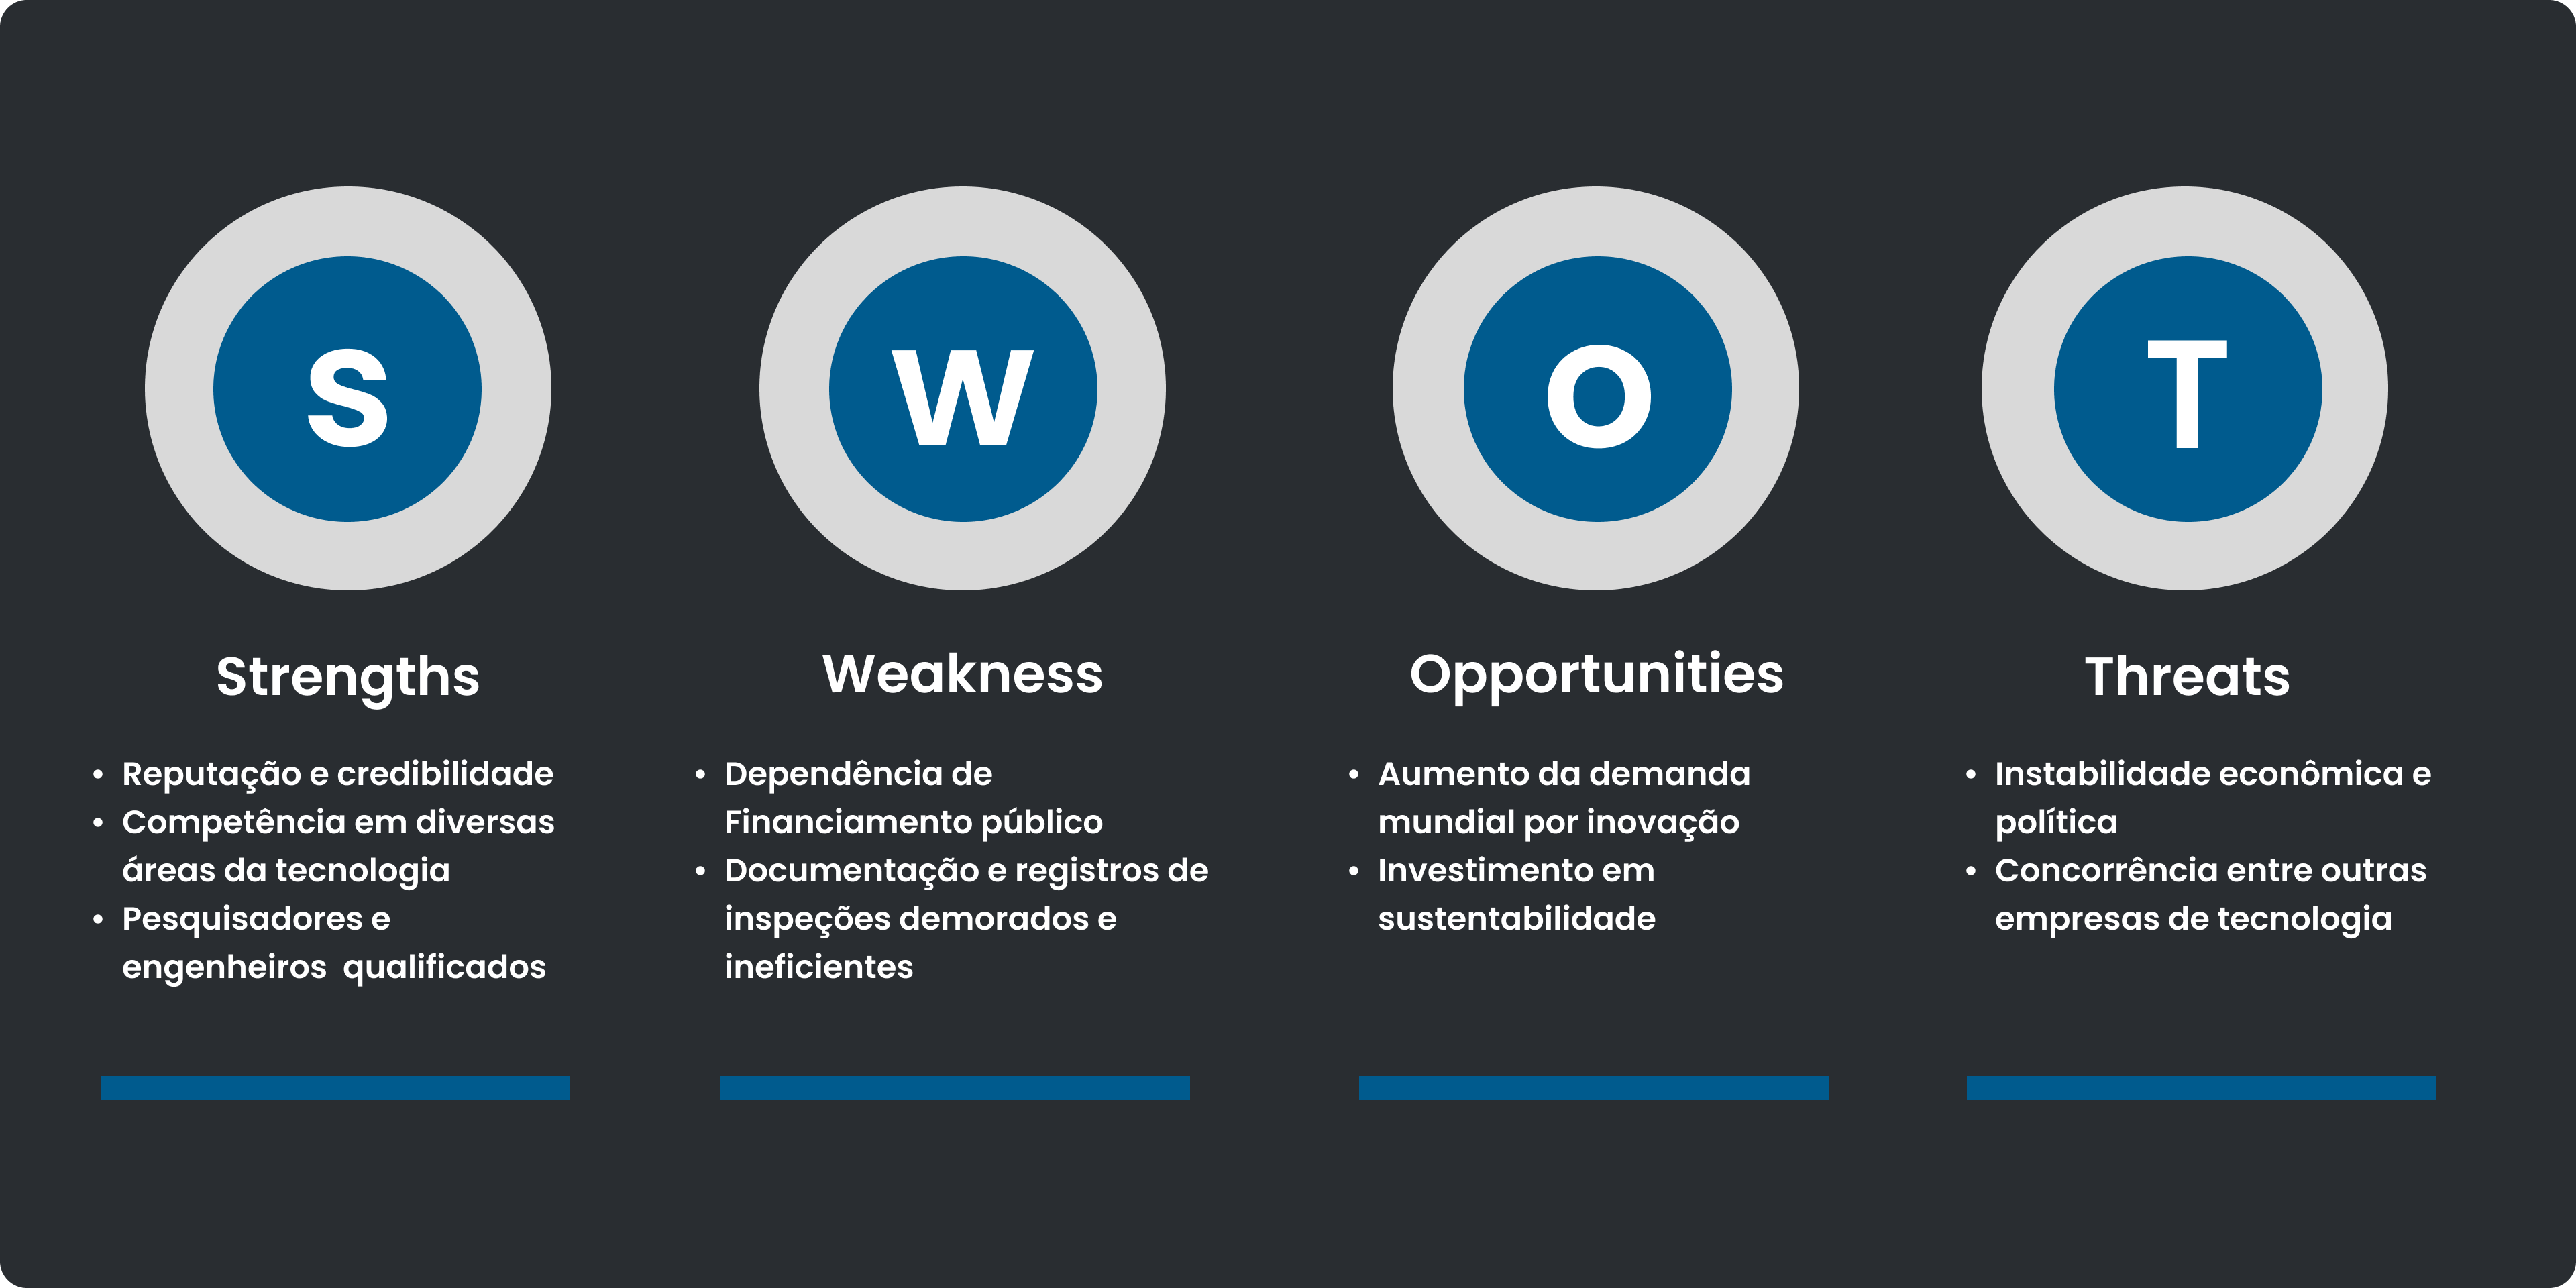 S
Strengths
• Reputação e credibilidade
• Competência em diversas
áreas da tecnologia
• Pesquisadores e
engenheiros  qualificados
W
Weakness
• Dependência de
Financiamento público
• Documentação e registros de
inspeções demorados e
ineficientes
O
Opportunities
• Aumento da demanda
mundial por inovação
• Investimento em
sustentabilidade
T
Threats
• Instabilidade econômica e
política
• Concorrência entre outras
empresas de tecnologia